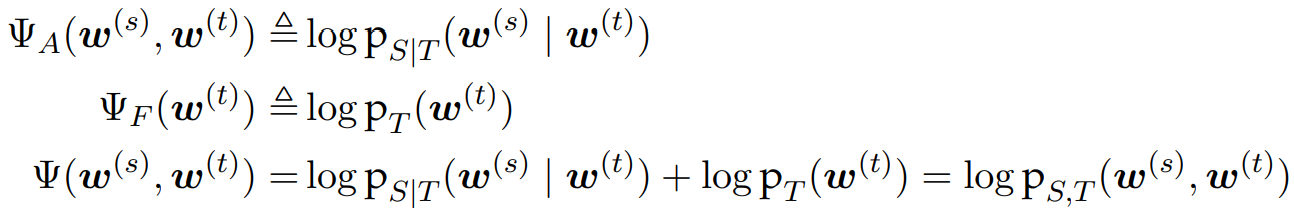 Ψ_A(w^(s), w^(t)) ≜ log p_{S|T}(w^(s) | w^(t))
Ψ_F(w^(t)) ≜ log p_T(w^(t))
Ψ(w^(s), w^(t)) = log p_{S|T}(w^(s) | w^(t)) + log p_T(w^(t)) = log p_{S,T}(w^(s), w^(t))